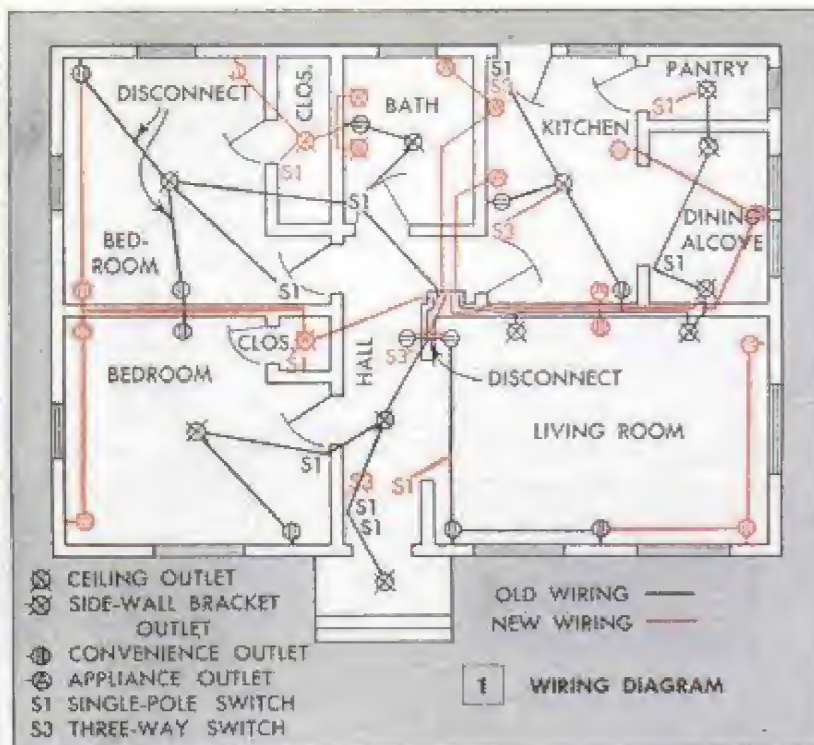 S1
S1
PANTRY
DISCONNECT
CLOS.
BATH
S1
KITCHEN
S1
S1
S3
DINING
ALCOVE
BED-
ROOM
S1
S1
CLOS.
S1
HALL
S3
BEDROOM
DISCONNECT
LIVING ROOM
S1
S1
S3
S1
S1
CEILING OUTLET
SIDE-WALL BRACKET
OUTLET
CONVENIENCE OUTLET
APPLIANCE OUTLET
S1 SINGLE-POLE SWITCH
S3 THREE-WAY SWITCH
OLD WIRING
NEW WIRING
1 WIRING DIAGRAM